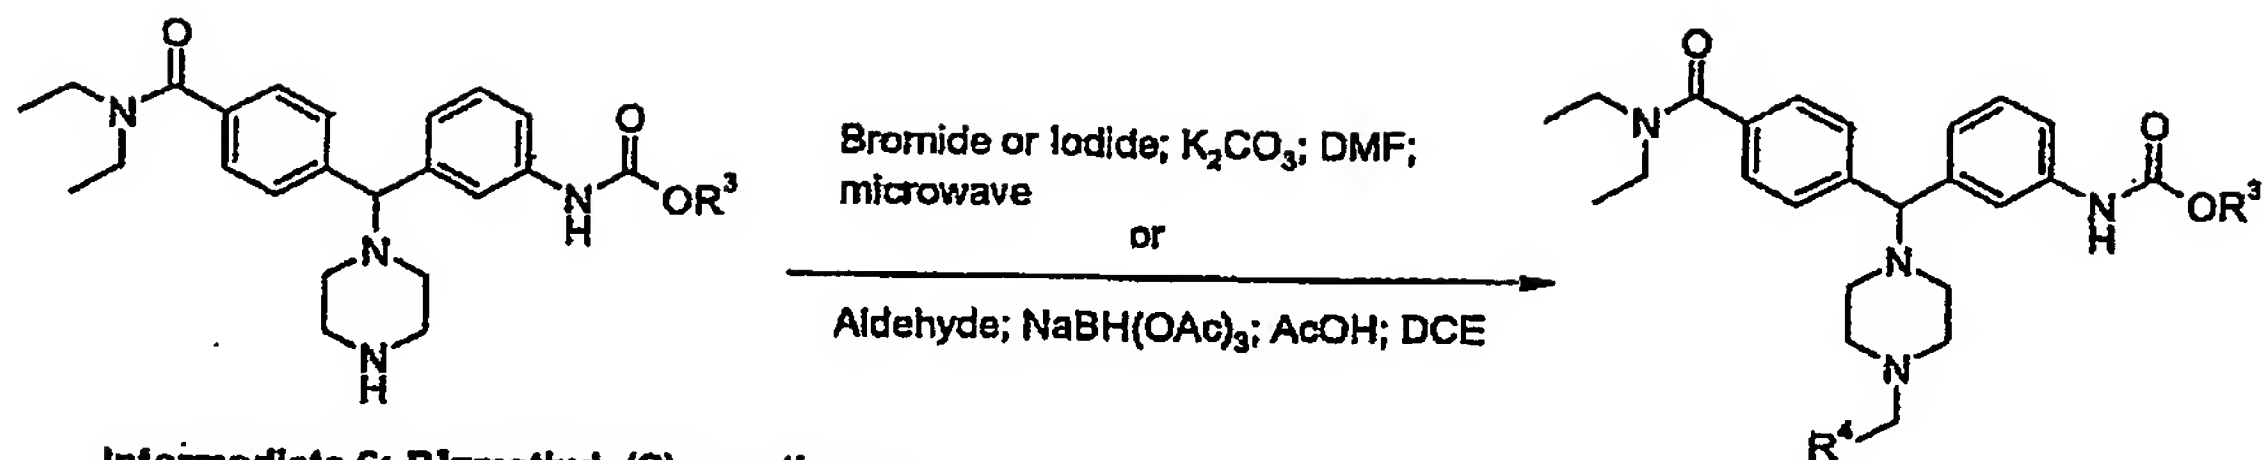 O
N
O
N
H
OR³
N
N
H
Bromide or Iodide; K₂CO₃; DMF;
microwave
or
Aldehyde; NaBH(OAc)₃; AcOH; DCE
O
N
O
N
H
OR³
N
N
R⁴